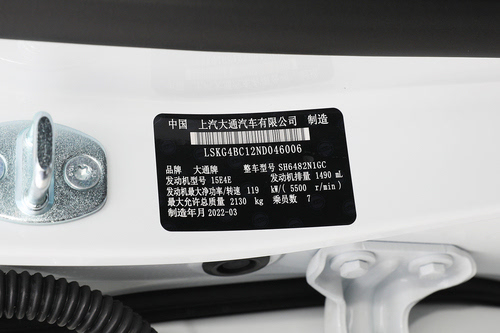 中国 上汽大通汽车有限公司 制造
LSKG4BC12ND046006
品牌 大通牌 整车型号 SH6482N1GC
发动机型号 15E4E 发动机排量 1490 mL
发动机最大净功率/转速 119 kW/( 5500 r/min)
最大允许总质量 2130 kg 乘员数 7
制造年月 2022-03